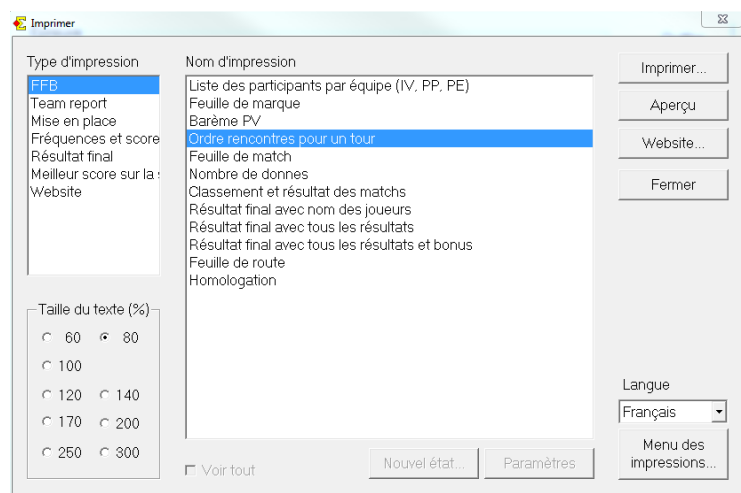 Imprimer
Type d'impression
FFB
Team report
Mise en place
Fréquences et score
Résultat final
Meilleur score sur la
Website
Nom d'impression
Liste des participants par équipe (IV, PP, PE)
Feuille de marque
Barème PV
Ordre rencontres pour un tour
Feuille de match
Nombre de donnes
Classement et résultat des matchs
Résultat final avec nom des joueurs
Résultat final avec tous les résultats
Résultat final avec tous les résultats et bonus
Feuille de route
Homologation
Imprimer...
Aperçu
Website...
Fermer
Taille du texte (%)
60 80
100
120 140
170 200
250 300
Voir tout
Nouvel état...
Paramètres
Langue
Français
Menu des
impressions...